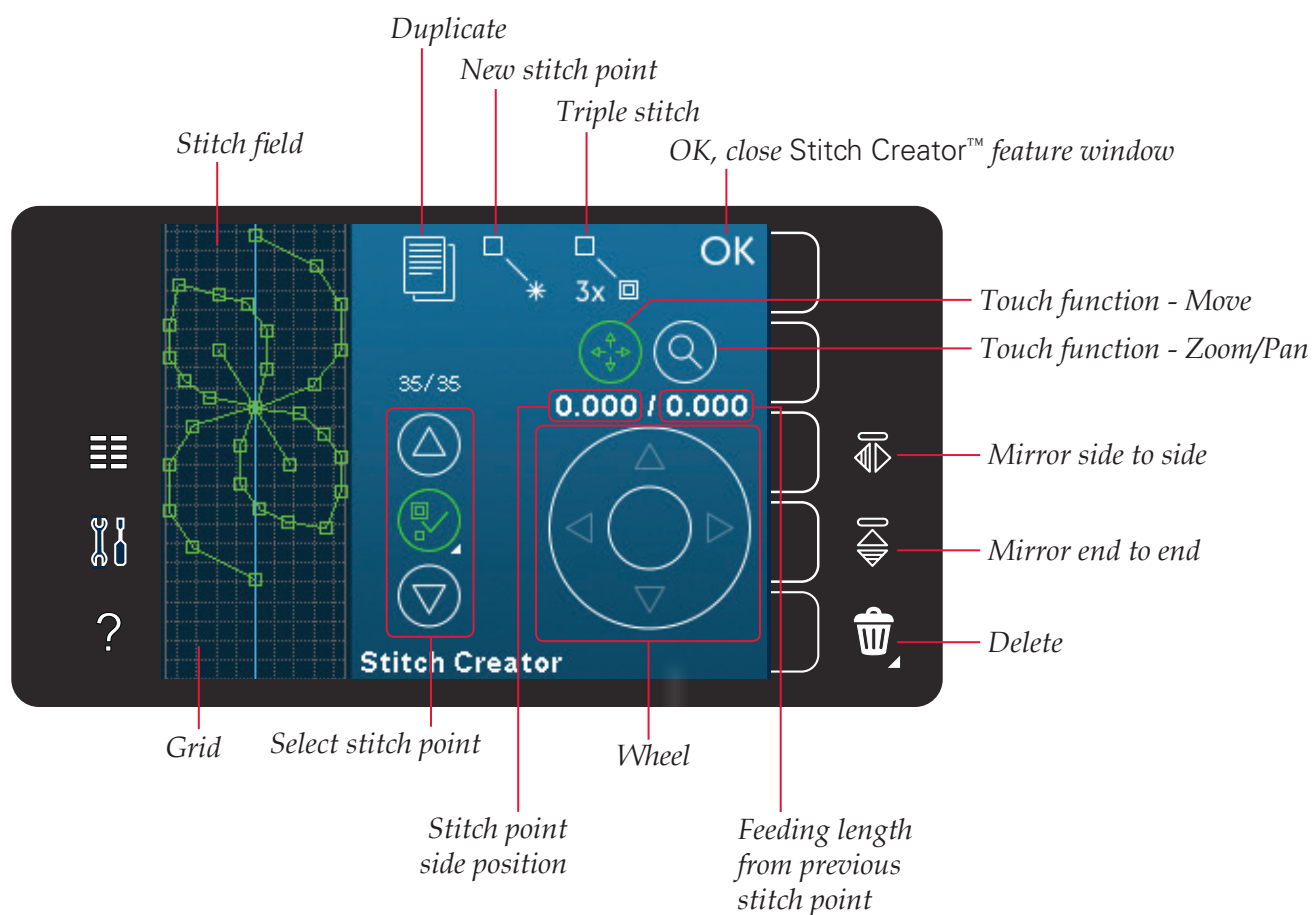 Duplicate
New stitch point
Triple stitch
Stitch field
OK, close Stitch Creator™ feature window
OK
3x
Touch function - Move
Touch function - Zoom/Pan
35/35
0.000 / 0.000
Mirror side to side
Mirror end to end
?
Delete
Stitch Creator
Grid
Select stitch point
Wheel
Stitch point
side position
Feeding length
from previous
stitch point